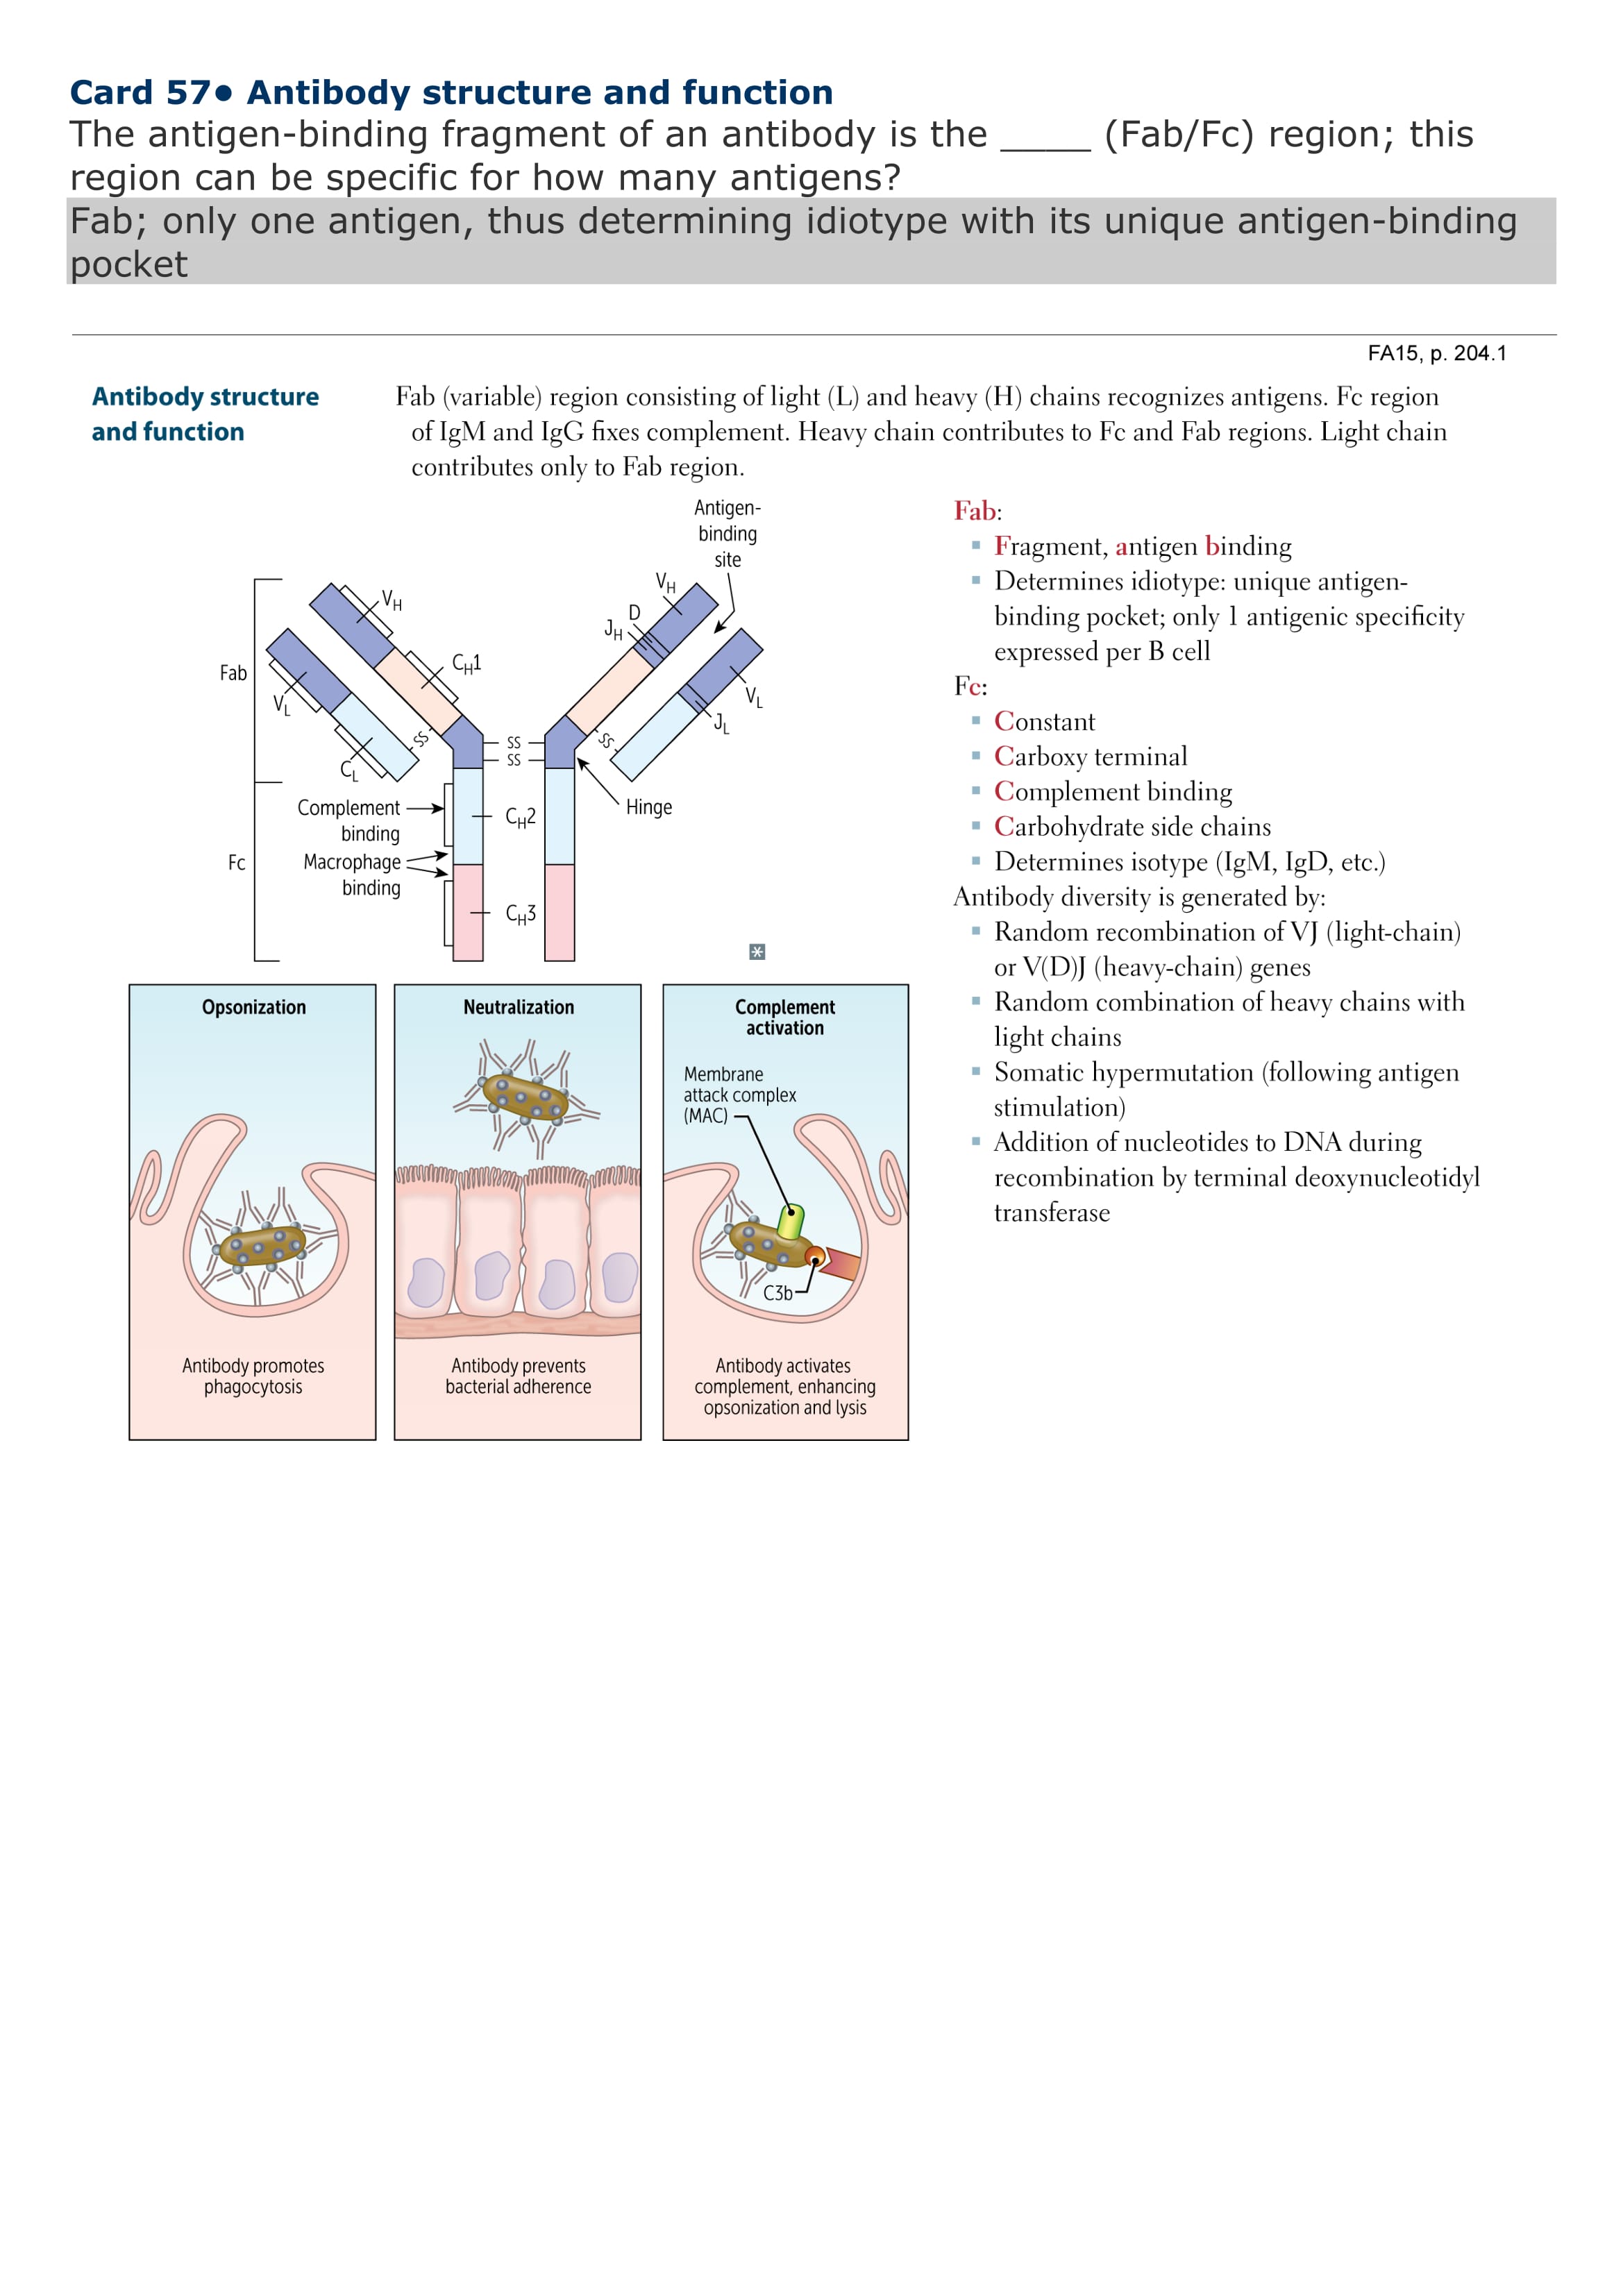 Card 57• Antibody structure and function
The antigen-binding fragment of an antibody is the ____ (Fab/Fc) region; this
region can be specific for how many antigens?
Fab; only one antigen, thus determining idiotype with its unique antigen-binding
pocket
FA15, p. 204.1
Antibody structure
and function
Fab (variable) region consisting of light (L) and heavy (H) chains recognizes antigens. Fc region
of IgM and IgG fixes complement. Heavy chain contributes to Fc and Fab regions. Light chain
contributes only to Fab region.
Antigen-
binding
site
VH
CH1
VL
CL
SS
Fab
Fc
VH
D
JH
VL
JL
SS
SS
SS
Hinge
Complement
binding
Macrophage
binding
CH2
CH3
*
Fab:
Fragment, antigen binding
Determines idiotype: unique antigen-
binding pocket; only 1 antigenic specificity
expressed per B cell
Fc:
Constant
Carboxy terminal
Complement binding
Carbohydrate side chains
Determines isotype (IgM, IgD, etc.)
Antibody diversity is generated by:
Random recombination of VJ (light-chain)
or V(D)J (heavy-chain) genes
Random combination of heavy chains with
light chains
Somatic hypermutation (following antigen
stimulation)
Addition of nucleotides to DNA during
recombination by terminal deoxynucleotidyl
transferase
Opsonization
Antibody promotes
phagocytosis
Neutralization
Antibody prevents
bacterial adherence
Complement
activation
Membrane
attack complex
(MAC)
C3b
Antibody activates
complement, enhancing
opsonization and lysis